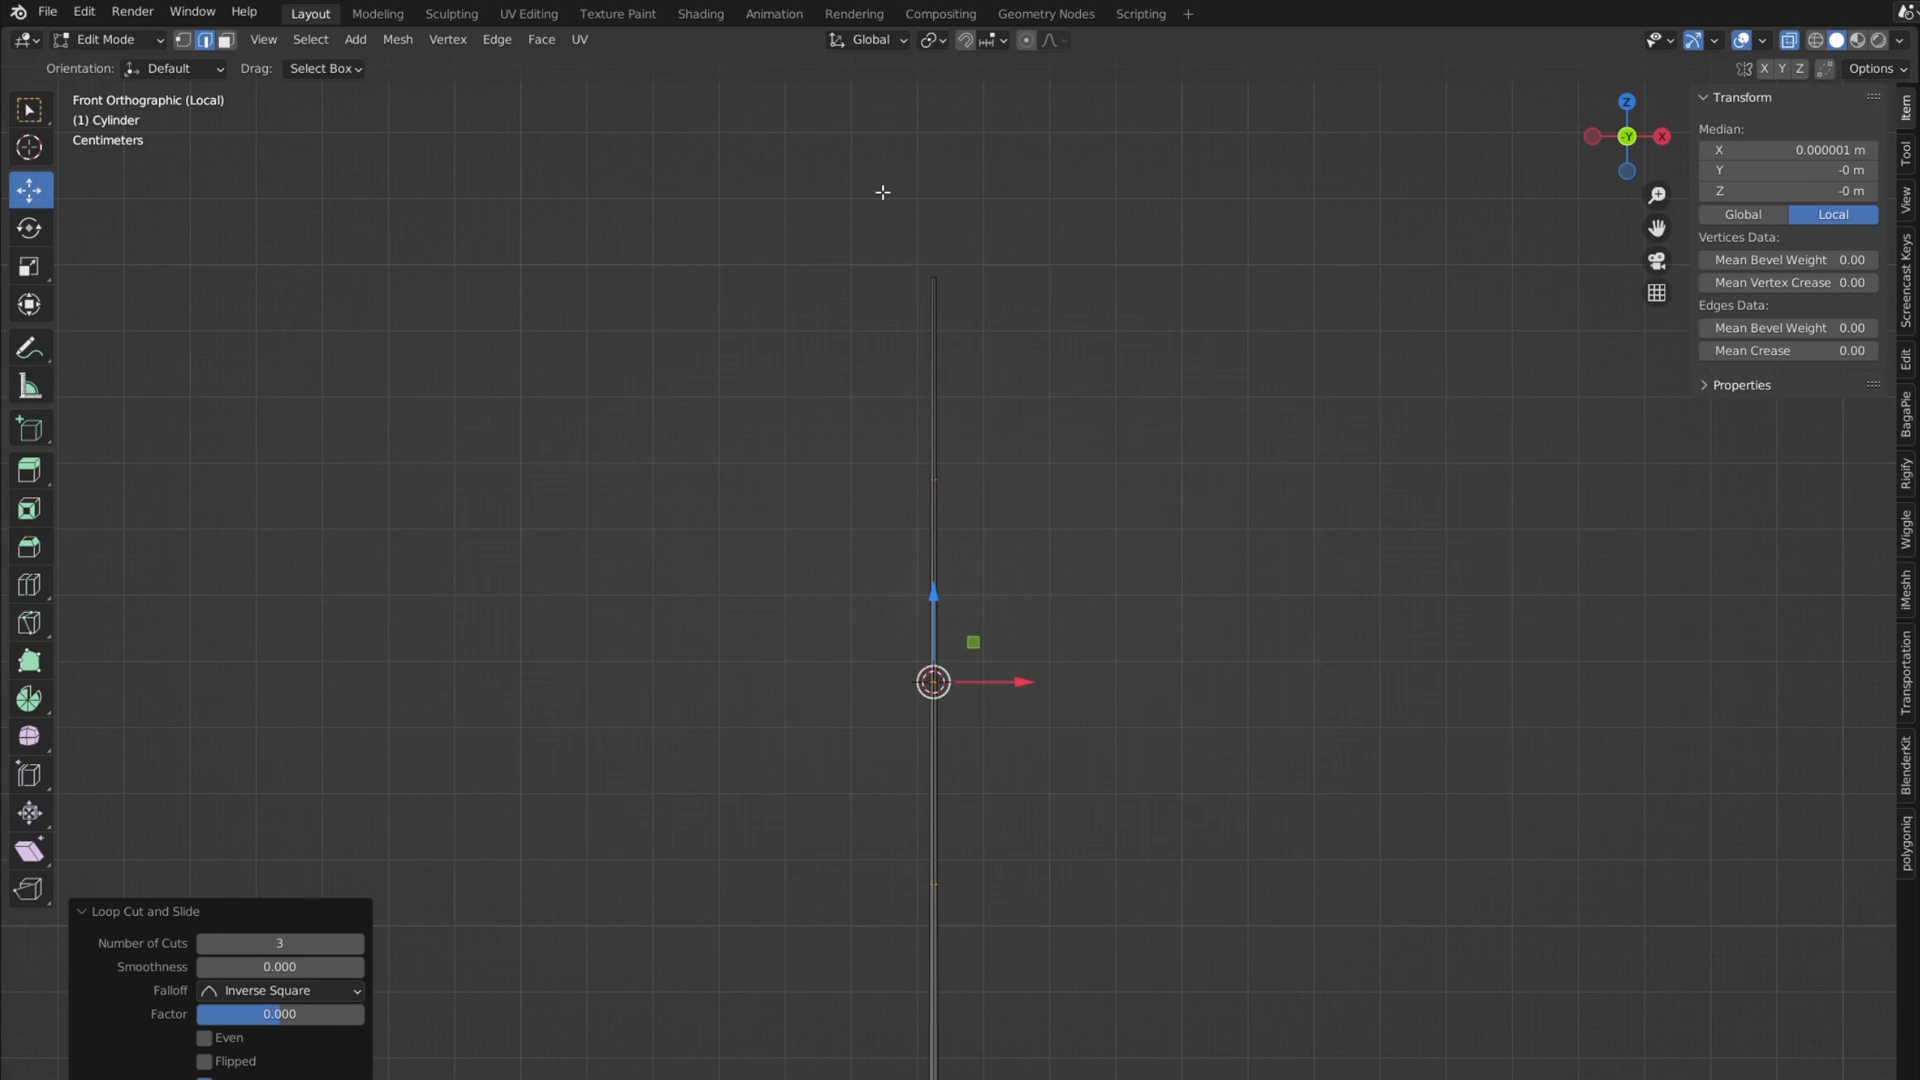 File Edit Render Window Help Layout Modeling Sculpting UV Editing Texture Paint Shading Animation Rendering Compositing Geometry Nodes Scripting +
Edit Mode View Select Add Mesh Vertex Edge Face UV Global
Orientation: Default Drag: Select Box X Y Z Options
Front Orthographic (Local)
(1) Cylinder
Centimeters
Z
-Y
X
Transform
Median:
X 0.000001 m
Y -0 m
Z -0 m
Global Local
Vertices Data:
Mean Bevel Weight 0.00
Mean Vertex Crease 0.00
Edges Data:
Mean Bevel Weight 0.00
Mean Crease 0.00
Properties
Item
Tool
View
Screencast Keys
Edit
BagaPie
Rigify
Wiggle
iMeshh
Transportation
BlenderKit
polygoniq
Loop Cut and Slide
Number of Cuts 3
Smoothness 0.000
Falloff Inverse Square
Factor 0.000
Even
Flipped